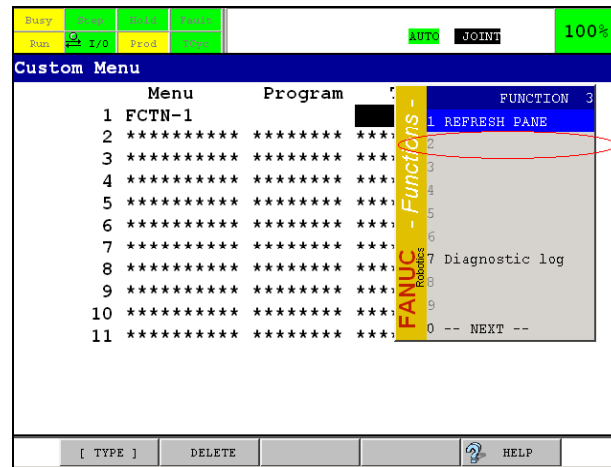 Busy Step Hold Fault
Run I/O Prod TCyc
AUTO JOINT 100%
Custom Menu
Menu Program T
1 FCTN-1
2 ********** ******** ****
3 ********** ******** ****
4 ********** ******** ****
5 ********** ******** ****
6 ********** ******** ****
7 ********** ******** ****
8 ********** ******** ****
9 ********** ******** ****
10 ********** ******** ****
11 ********** ******** ****
- Functions -
FANUC
Robotics
FUNCTION 3
1 REFRESH PANE
2
3
4
5
6
7 Diagnostic log
8
9
0 -- NEXT --
[ TYPE ] DELETE HELP